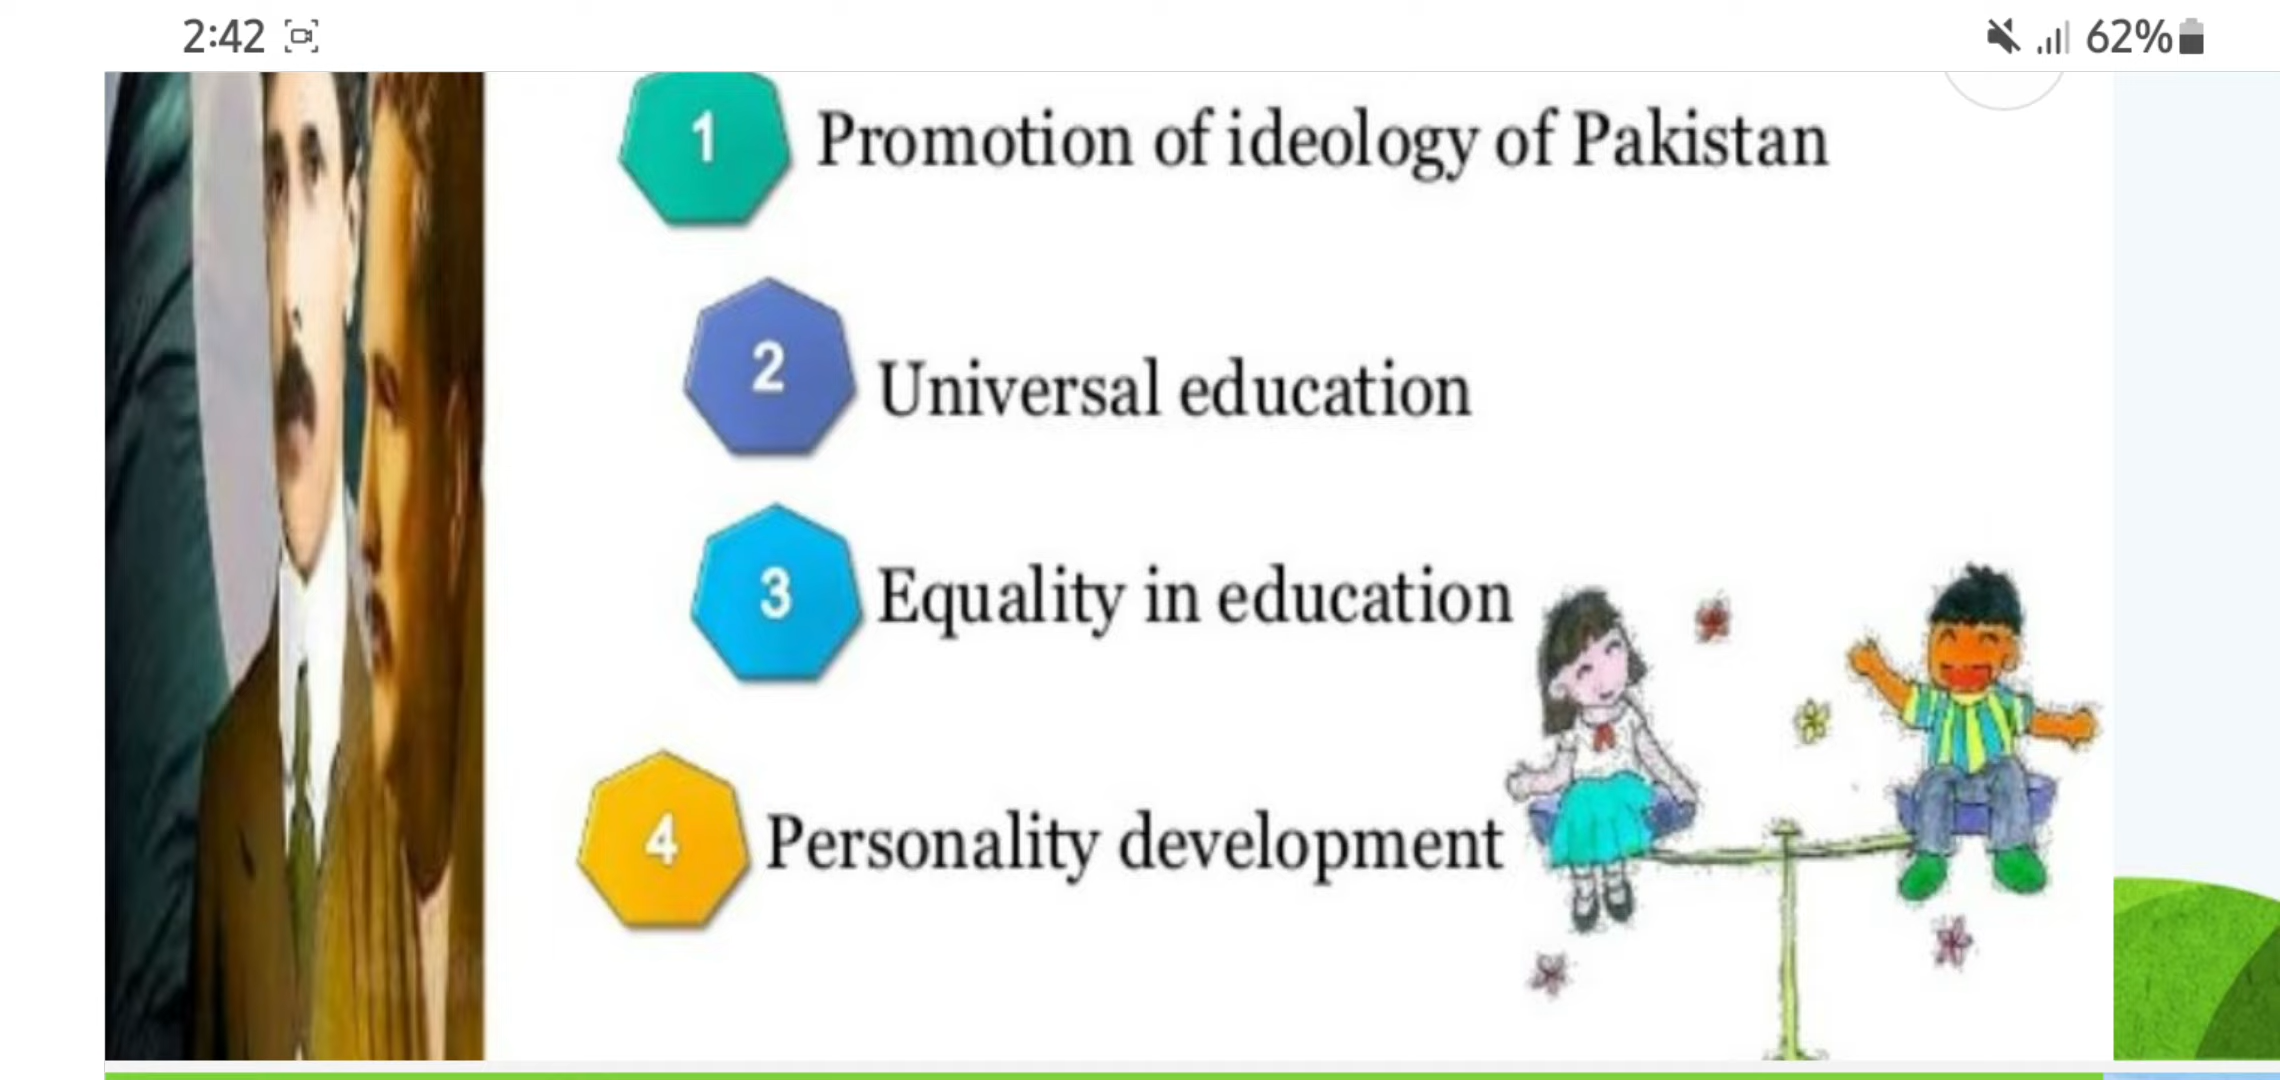 2:42 62%
1 Promotion of ideology of Pakistan
2 Universal education
3 Equality in education
4 Personality development